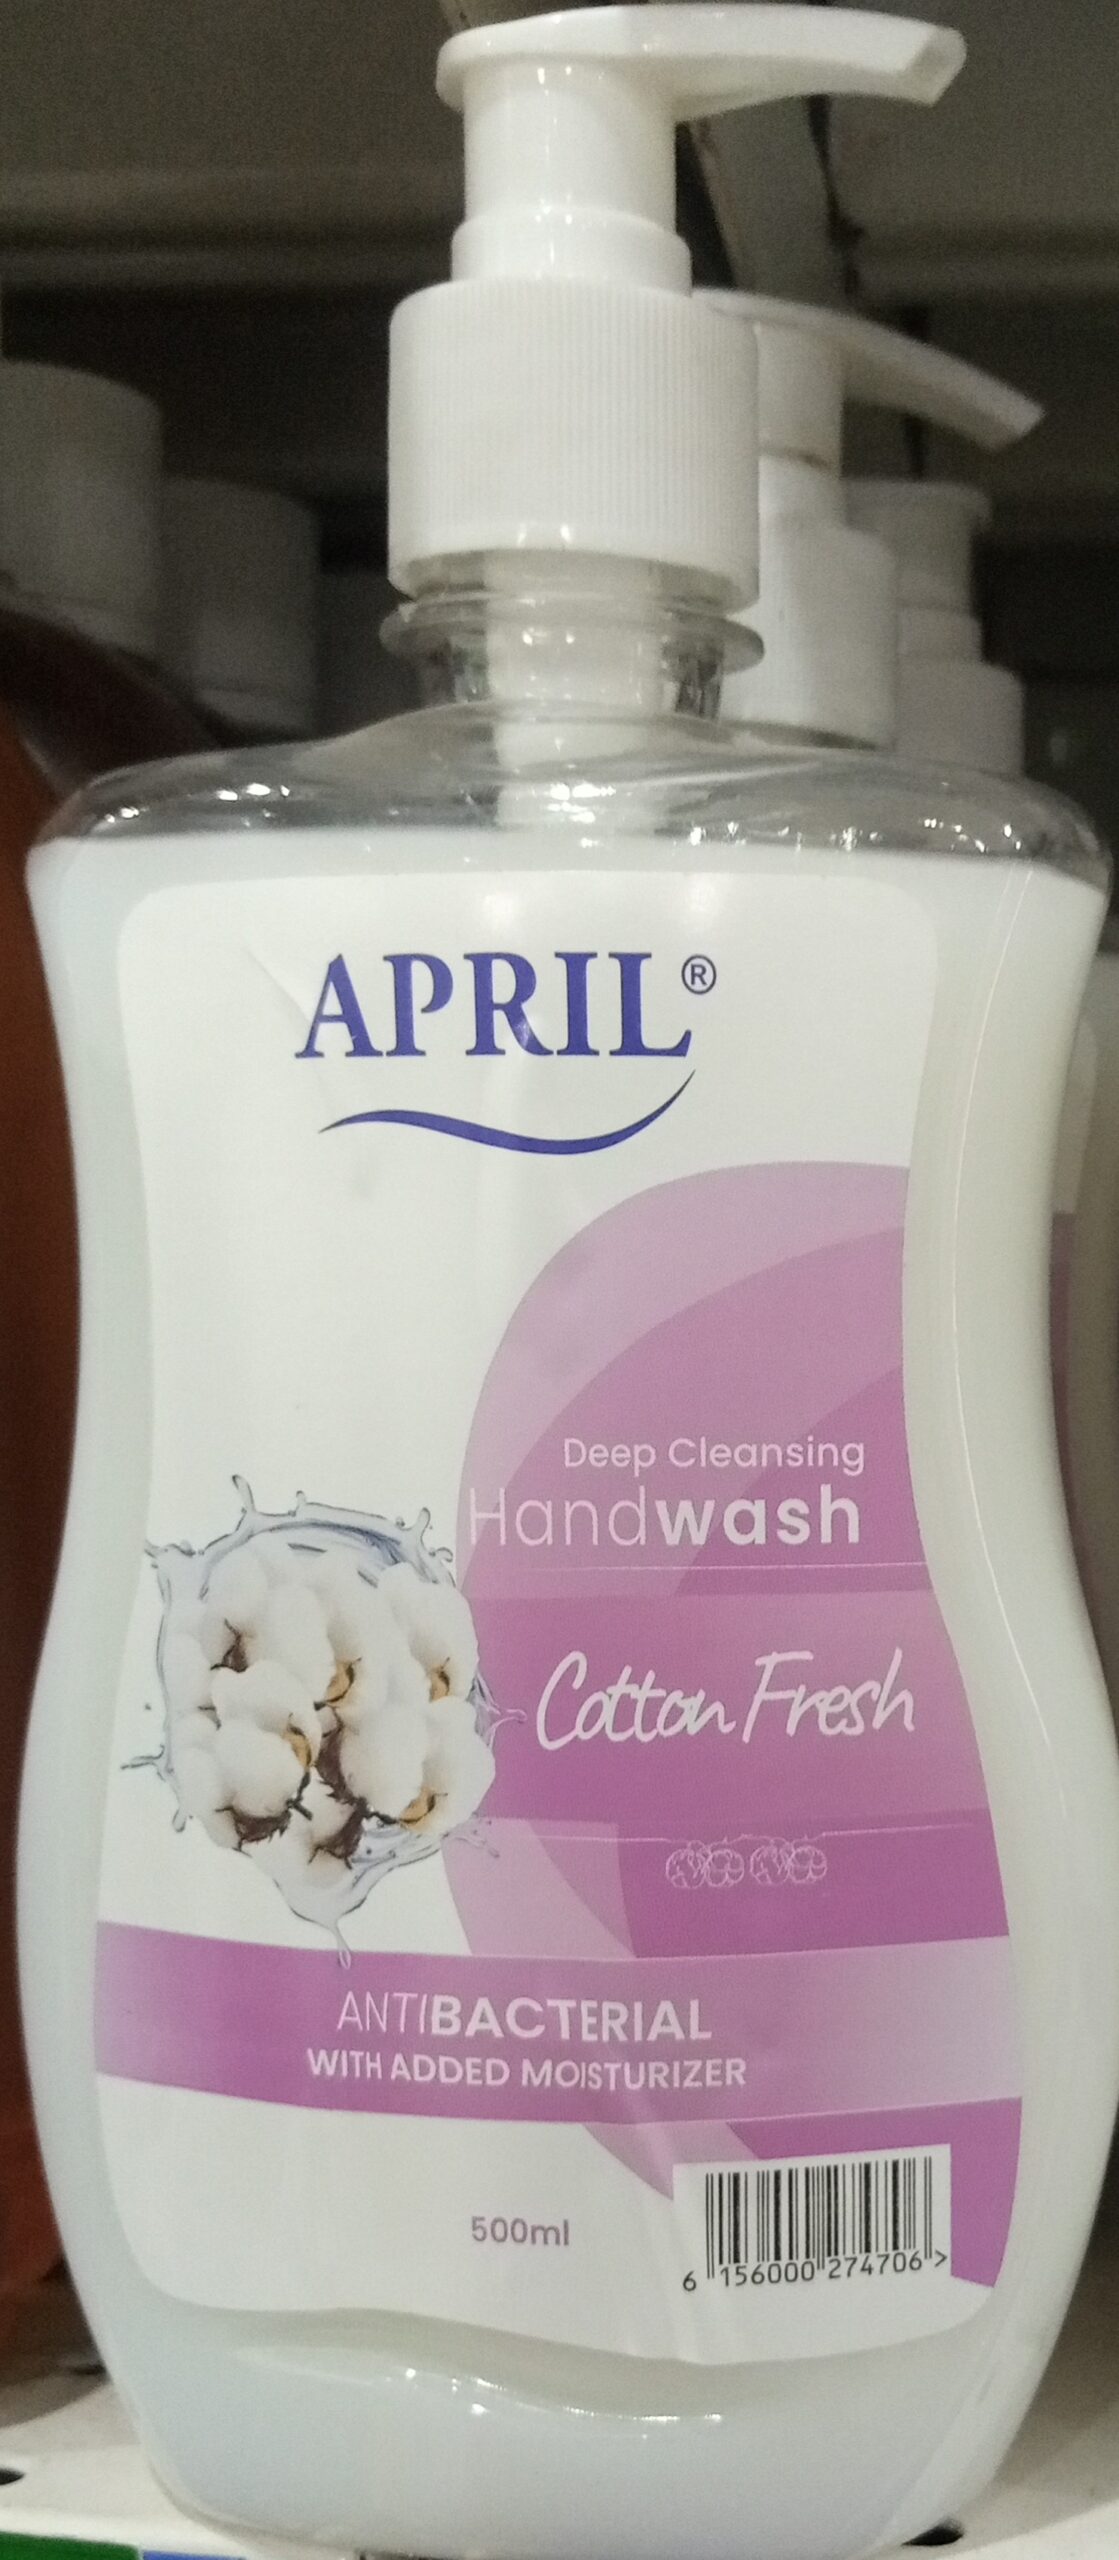 APRIL®
Deep Cleansing
Handwash
Cotton Fresh
ANTIBACTERIAL
WITH ADDED MOISTURIZER
500ml
6 156000 274706 >